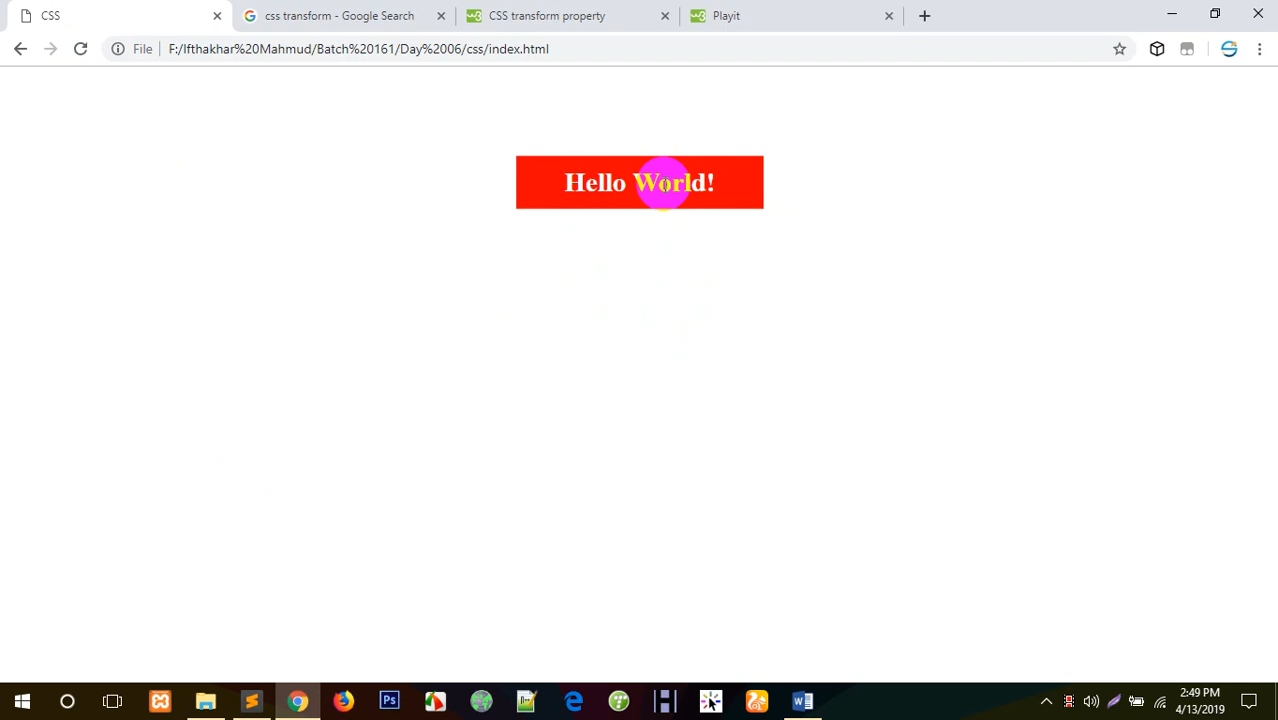 CSS
css transform - Google Search
CSS transform property
Playit
File
F:/Ifthakhar%20Mahmud/Batch%20161/Day%2006/css/index.html
Hello World!
2:49 PM
4/13/2019